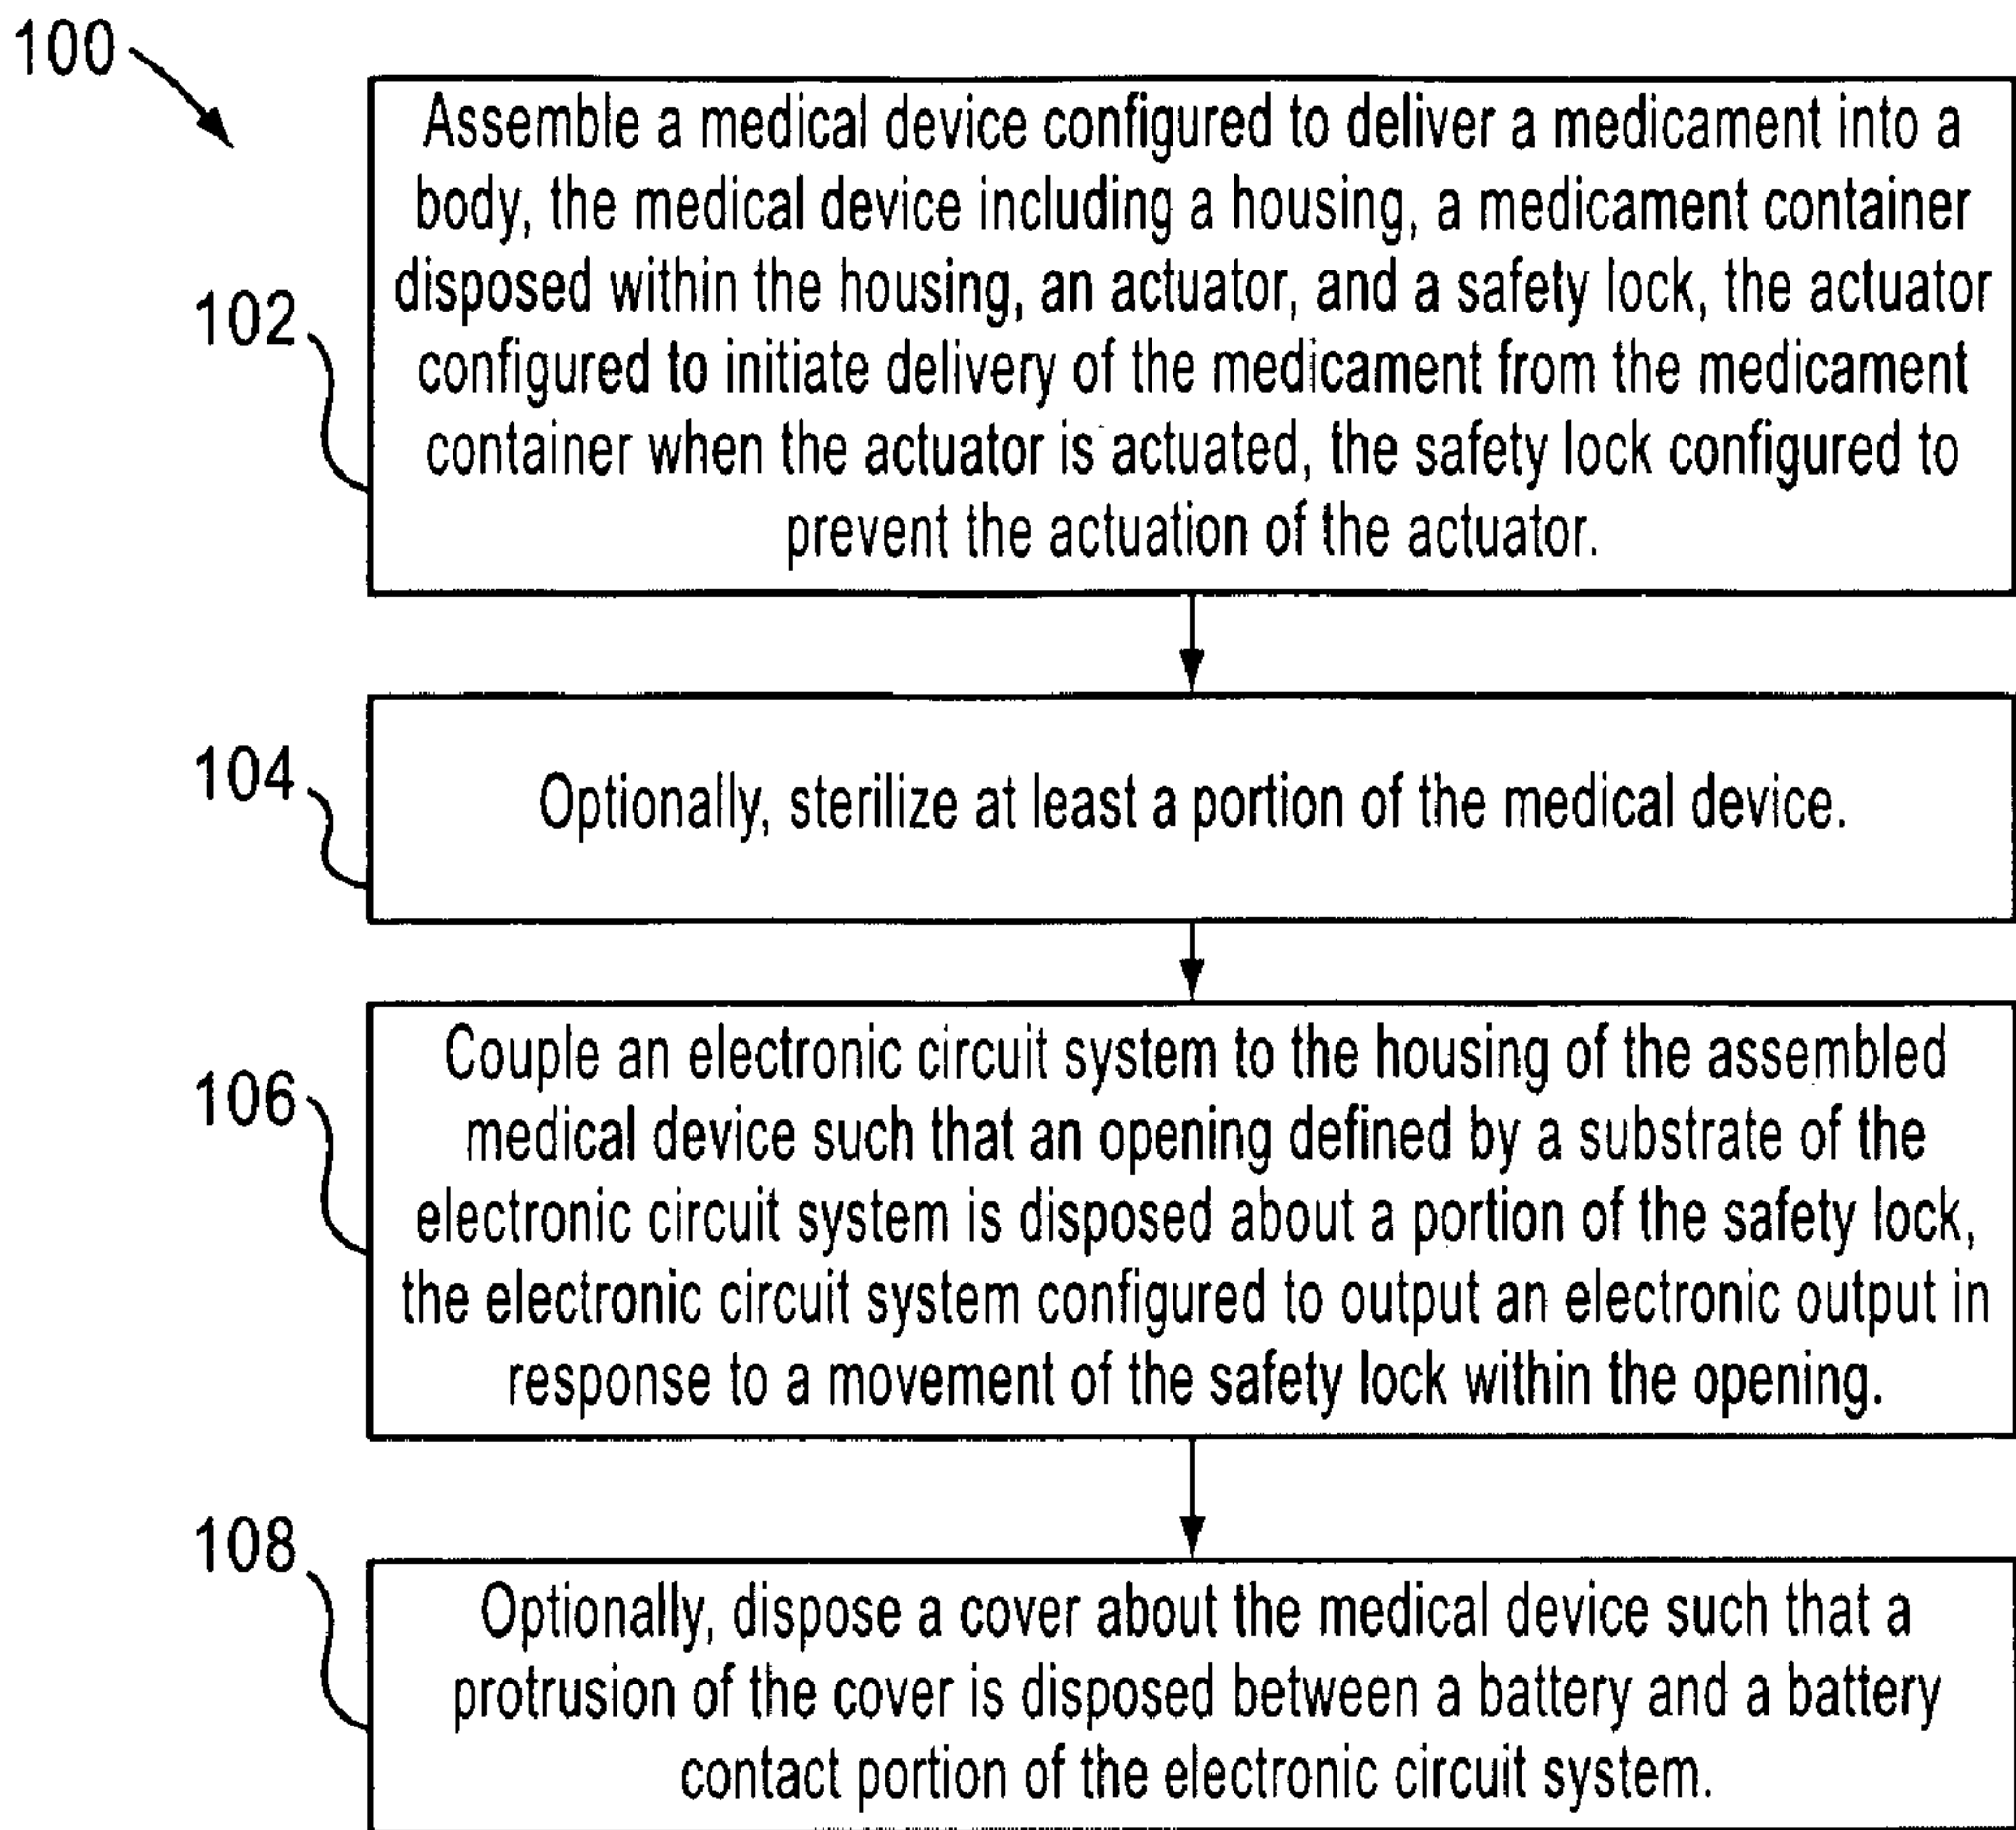 100
Assemble a medical device configured to deliver a medicament into a
body, the medical device including a housing, a medicament container
disposed within the housing, an actuator, and a safety lock, the actuator
configured to initiate delivery of the medicament from the medicament
container when the actuator is actuated, the safety lock configured to
prevent the actuation of the actuator.
102
Optionally, sterilize at least a portion of the medical device.
104
Couple an electronic circuit system to the housing of the assembled
medical device such that an opening defined by a substrate of the
electronic circuit system is disposed about a portion of the safety lock,
the electronic circuit system configured to output an electronic output in
response to a movement of the safety lock within the opening.
106
Optionally, dispose a cover about the medical device such that a
protrusion of the cover is disposed between a battery and a battery
contact portion of the electronic circuit system.
108